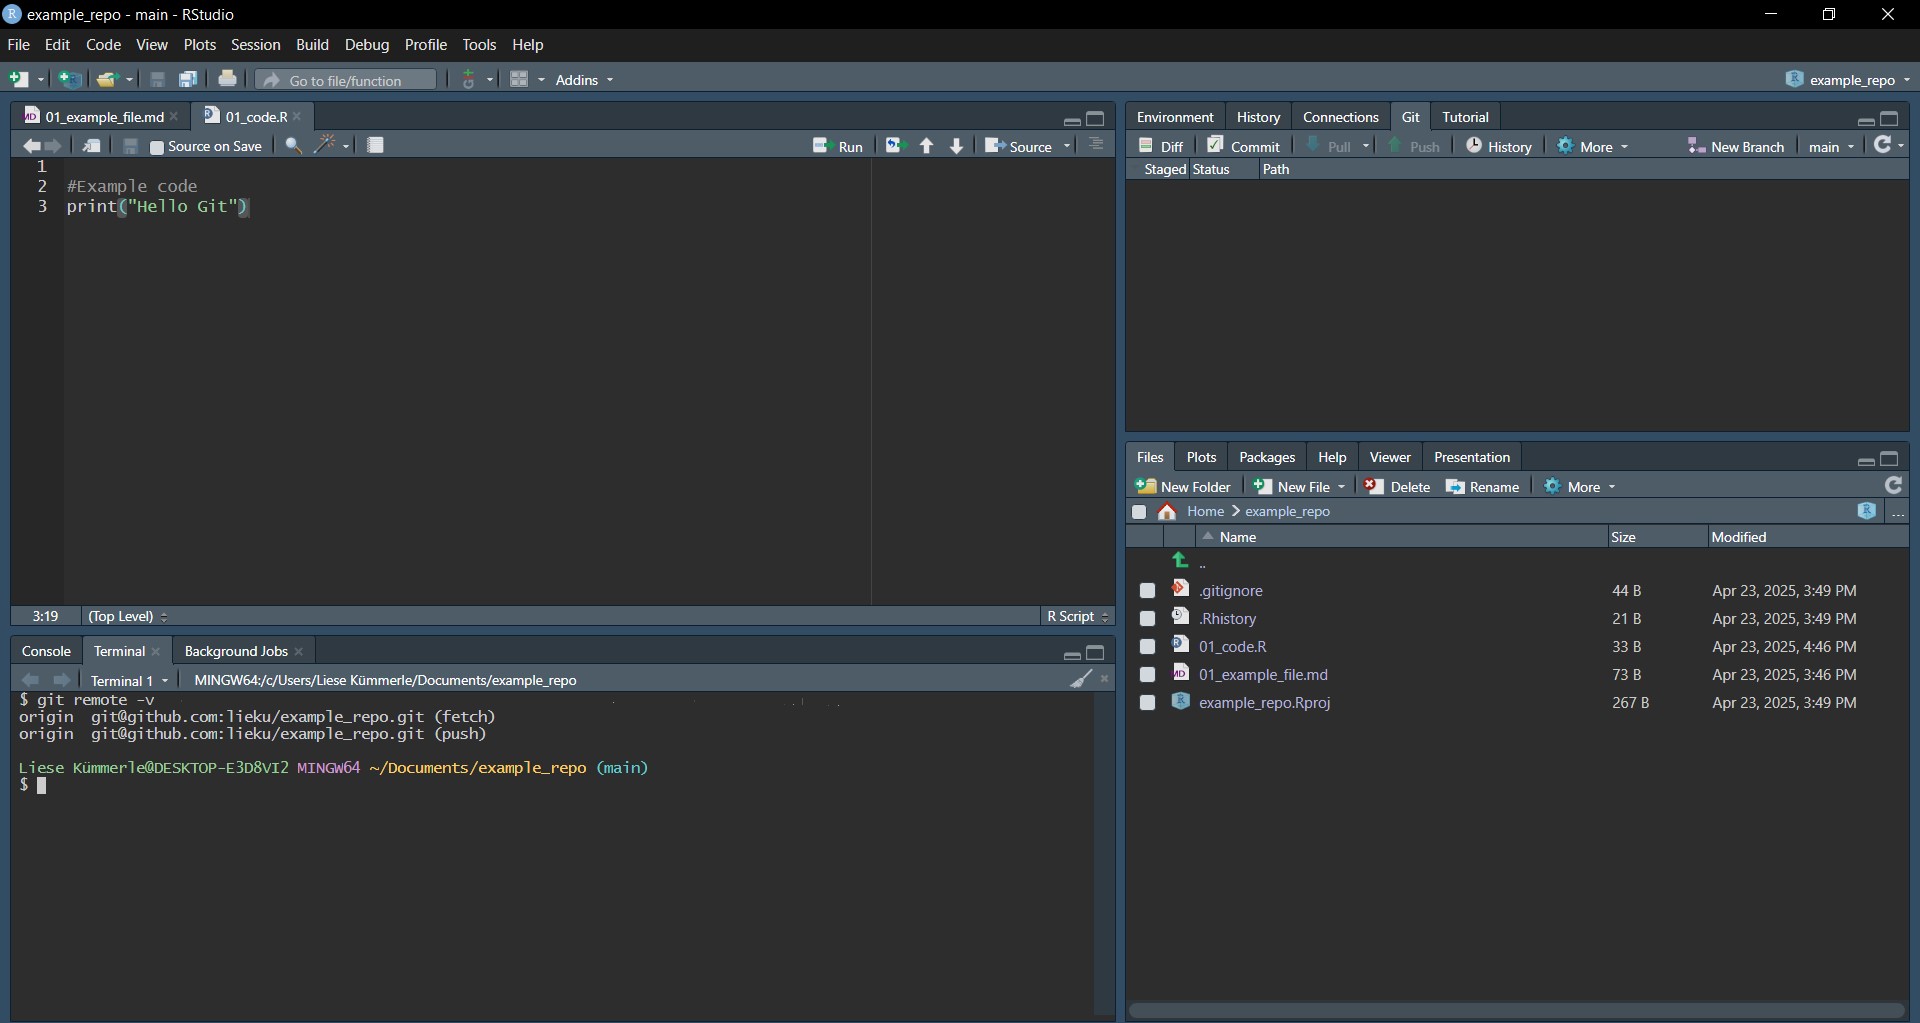 example_repo - main - RStudio
File Edit Code View Plots Session Build Debug Profile Tools Help
Go to file/function Addins example_repo
01_example_file.md 01_code.R
Source on Save Run Source
1
2 #Example code
3 print("Hello Git")
3:19 (Top Level) R Script
Console Terminal Background Jobs
Terminal 1 MINGW64:/c/Users/Liese Kümmerle/Documents/example_repo
$ git remote -v
origin git@github.com:lieku/example_repo.git (fetch)
origin git@github.com:lieku/example_repo.git (push)
Liese Kümmerle@DESKTOP-E3D8VI2 MINGW64 ~/Documents/example_repo (main)
$
Environment History Connections Git Tutorial
Diff Commit Pull Push History More New Branch main
Staged Status Path
Files Plots Packages Help Viewer Presentation
New Folder New File Delete Rename More
Home example_repo ...
Name Size Modified
..
.gitignore 44 B Apr 23, 2025, 3:49 PM
.Rhistory 21 B Apr 23, 2025, 3:49 PM
01_code.R 33 B Apr 23, 2025, 4:46 PM
01_example_file.md 73 B Apr 23, 2025, 3:46 PM
example_repo.Rproj 267 B Apr 23, 2025, 3:49 PM